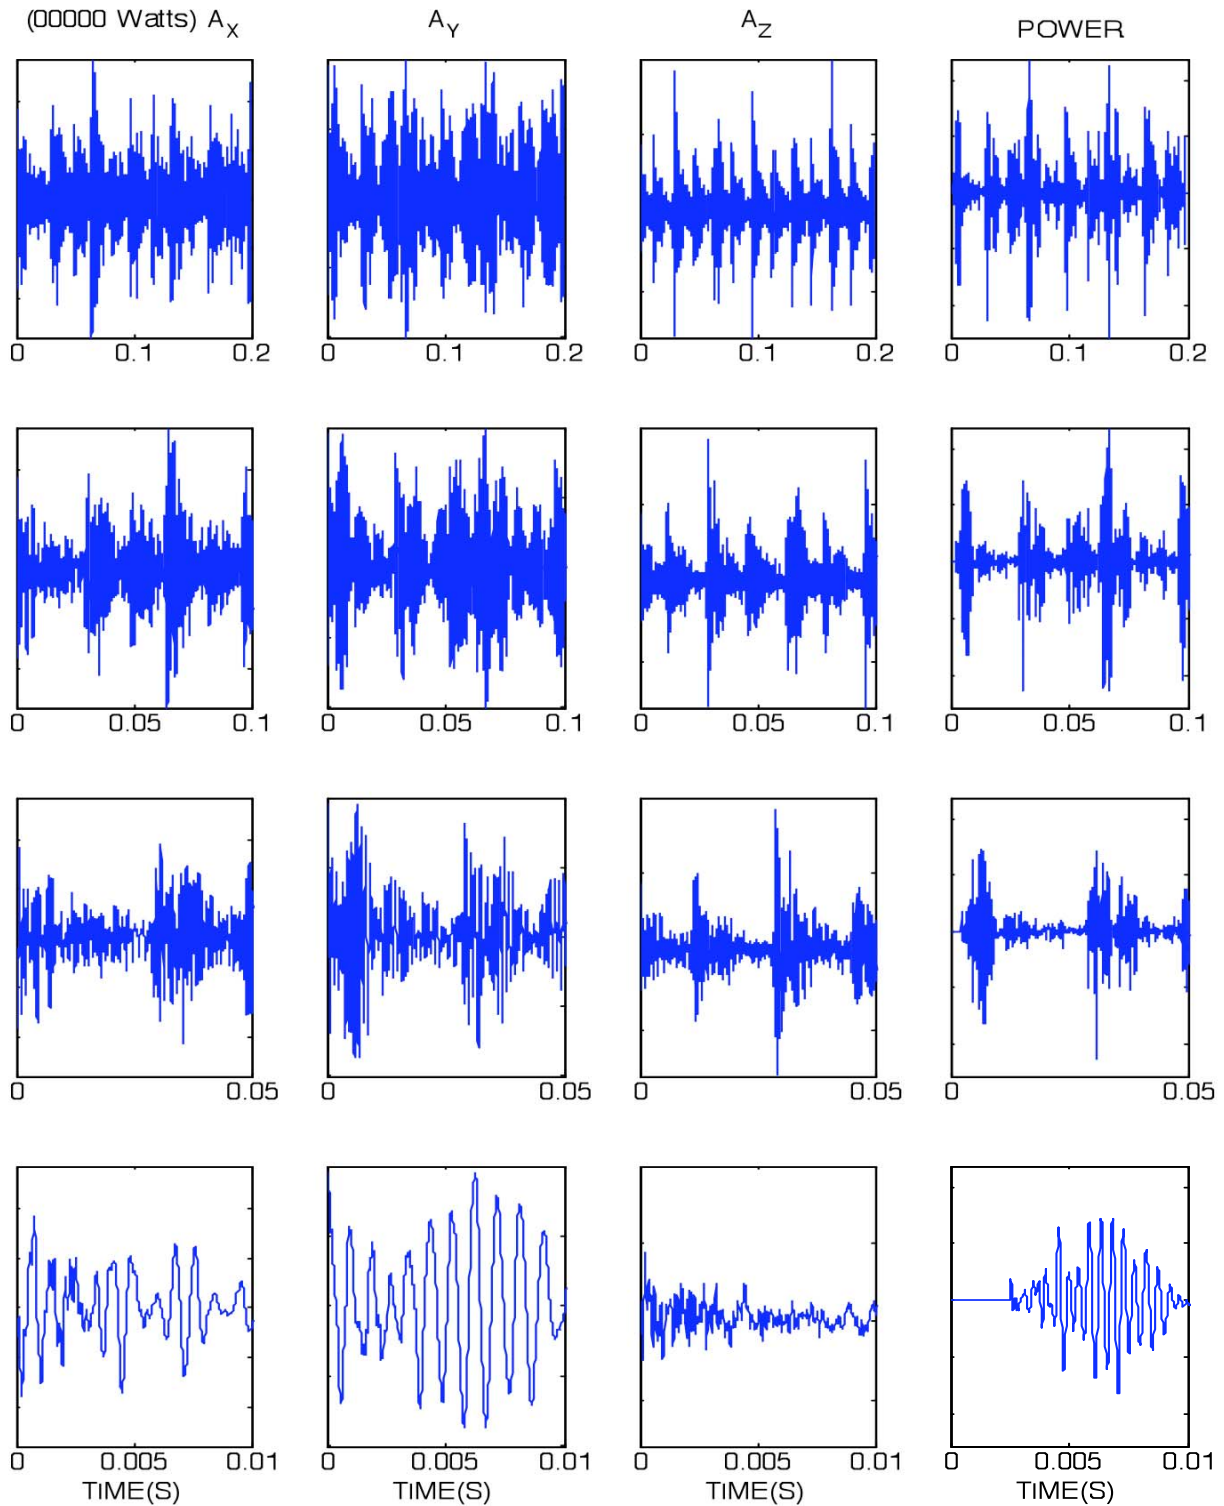 (00000 Watts) AX AY AZ POWER
0 0.1 0.2 0 0.1 0.2 0 0.1 0.2 0 0.1 0.2
0 0.05 0.1 0 0.05 0.1 0 0.05 0.1 0 0.05 0.1
0 0.05 0 0.05 0 0.05 0 0.05
0 0.005 0.01 0 0.005 0.01 0 0.005 0.01 0 0.005 0.01
TIME(S) TIME(S) TIME(S) TIME(S)